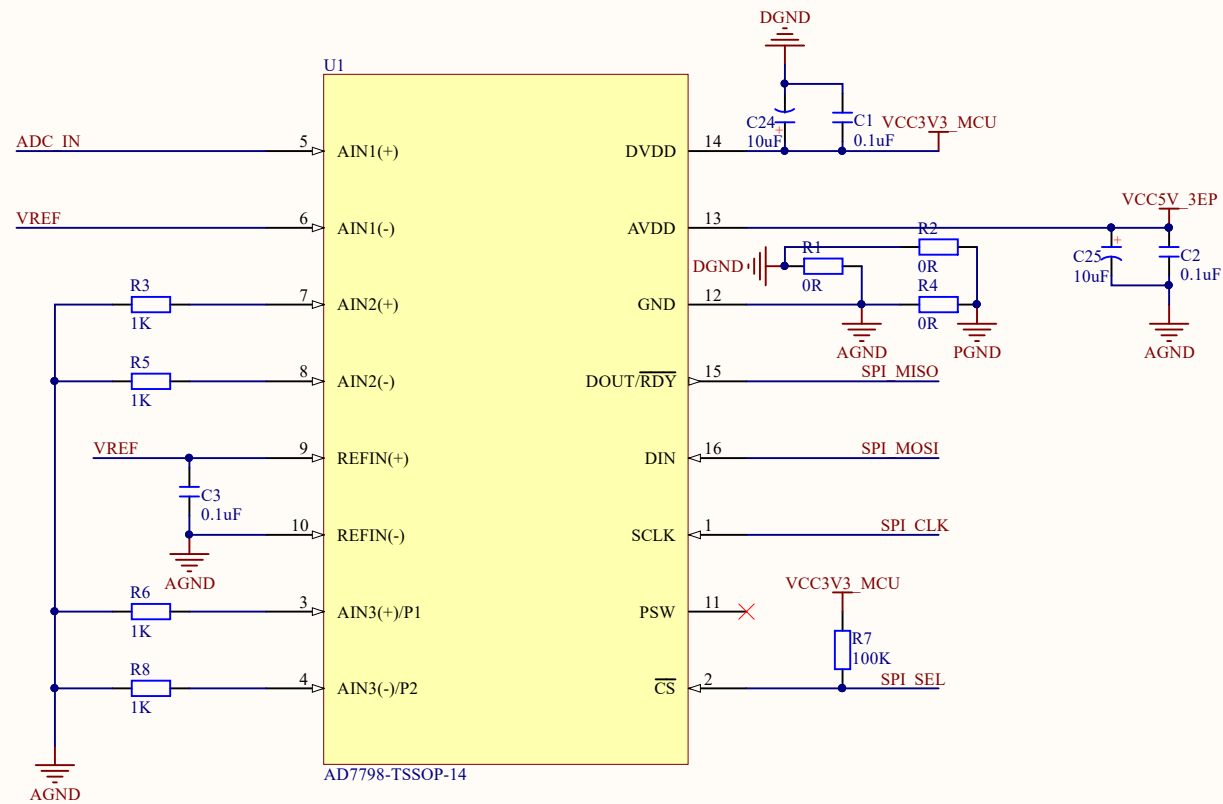 DGND
U1
C24
10uF
C1
0.1uF
VCC3V3_MCU
ADC_IN
5
AIN1(+)
DVDD
14
VCC5V_3EP
VREF
6
AIN1(-)
AVDD
13
R2
0R
R1
0R
DGND
C25
10uF
C2
0.1uF
R3
1K
7
AIN2(+)
GND
12
R4
0R
AGND
PGND
AGND
R5
1K
8
AIN2(-)
DOUT/RDY
15
SPI_MISO
VREF
9
REFIN(+)
DIN
16
SPI_MOSI
C3
0.1uF
10
REFIN(-)
SCLK
1
SPI_CLK
AGND
VCC3V3_MCU
R6
1K
3
AIN3(+)/P1
PSW
11
R7
100K
R8
1K
4
AIN3(-)/P2
CS
2
SPI_SEL
AD7798-TSSOP-14
AGND